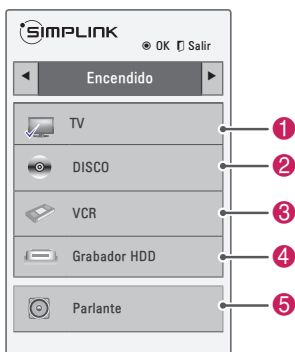 SIMPLINK
OK Salir
Encendido
TV
1
DISCO
2
VCR
3
Grabador HDD
4
Parlante
5